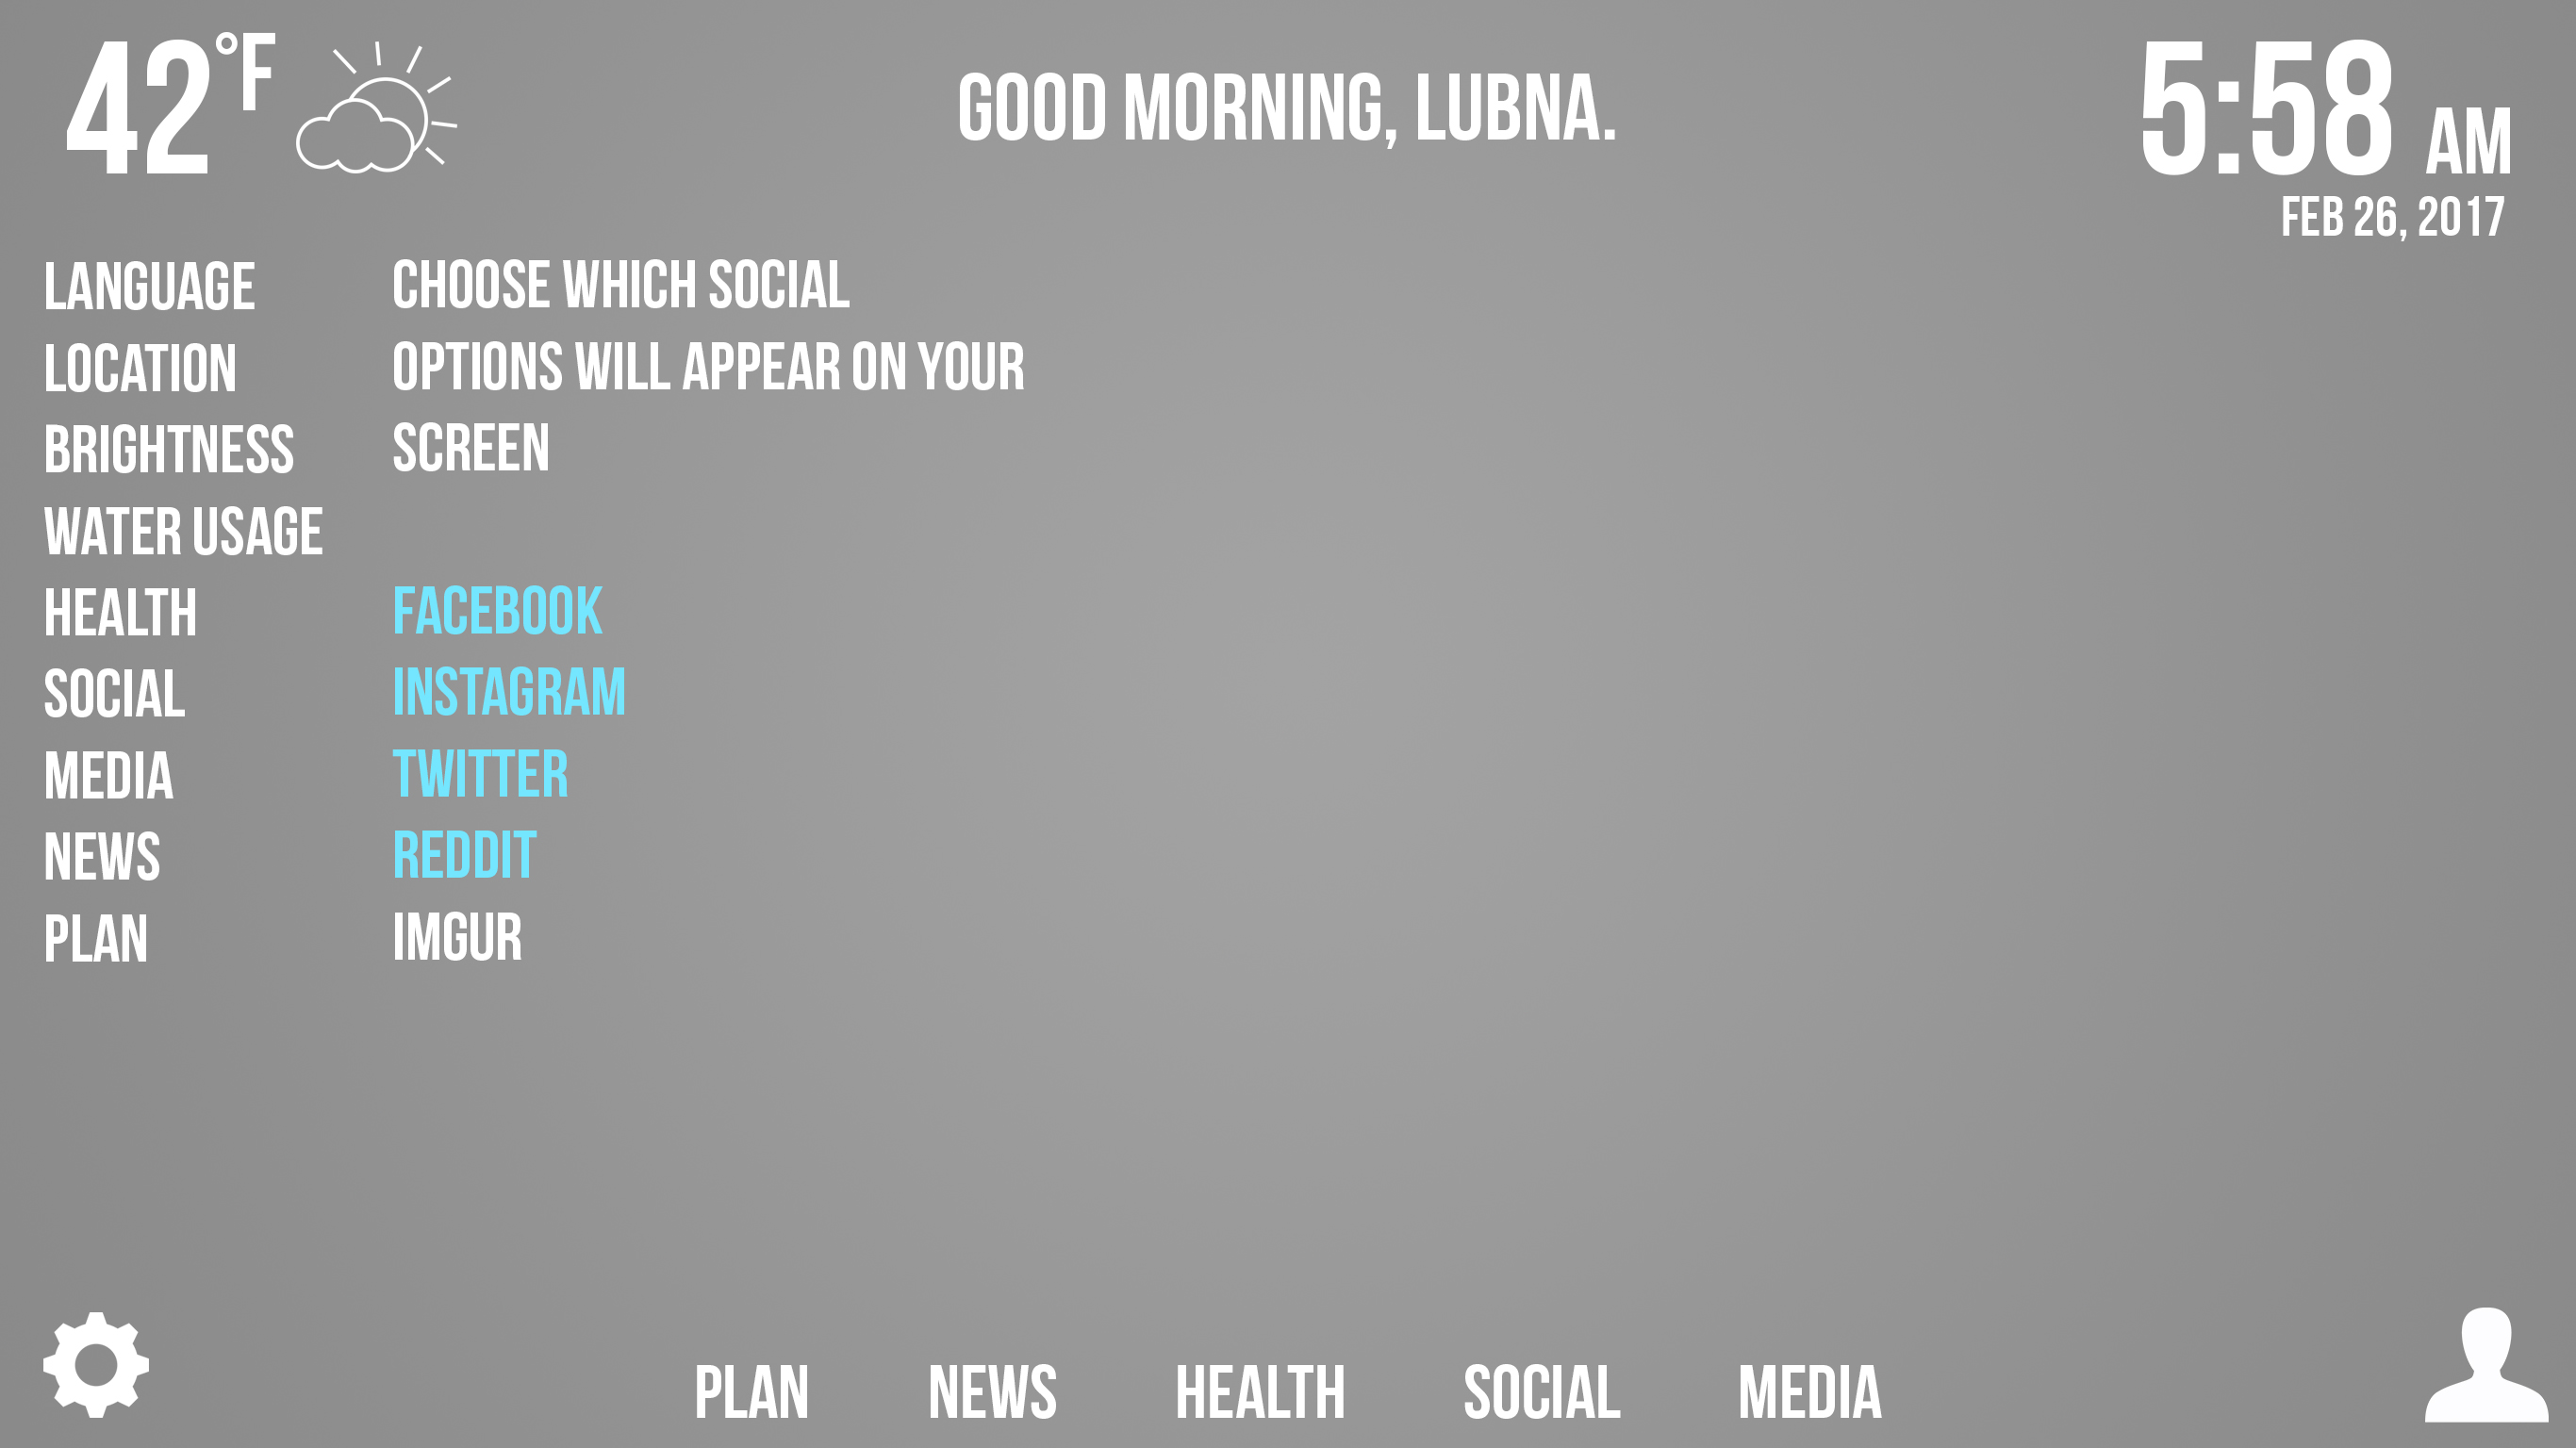 42°F
GOOD MORNING, LUBNA.
5:58 AM
FEB 26, 2017
LANGUAGE
LOCATION
BRIGHTNESS
WATER USAGE
HEALTH
SOCIAL
MEDIA
NEWS
PLAN
CHOOSE WHICH SOCIAL
OPTIONS WILL APPEAR ON YOUR
SCREEN
FACEBOOK
INSTAGRAM
TWITTER
REDDIT
IMGUR
PLAN NEWS HEALTH SOCIAL MEDIA